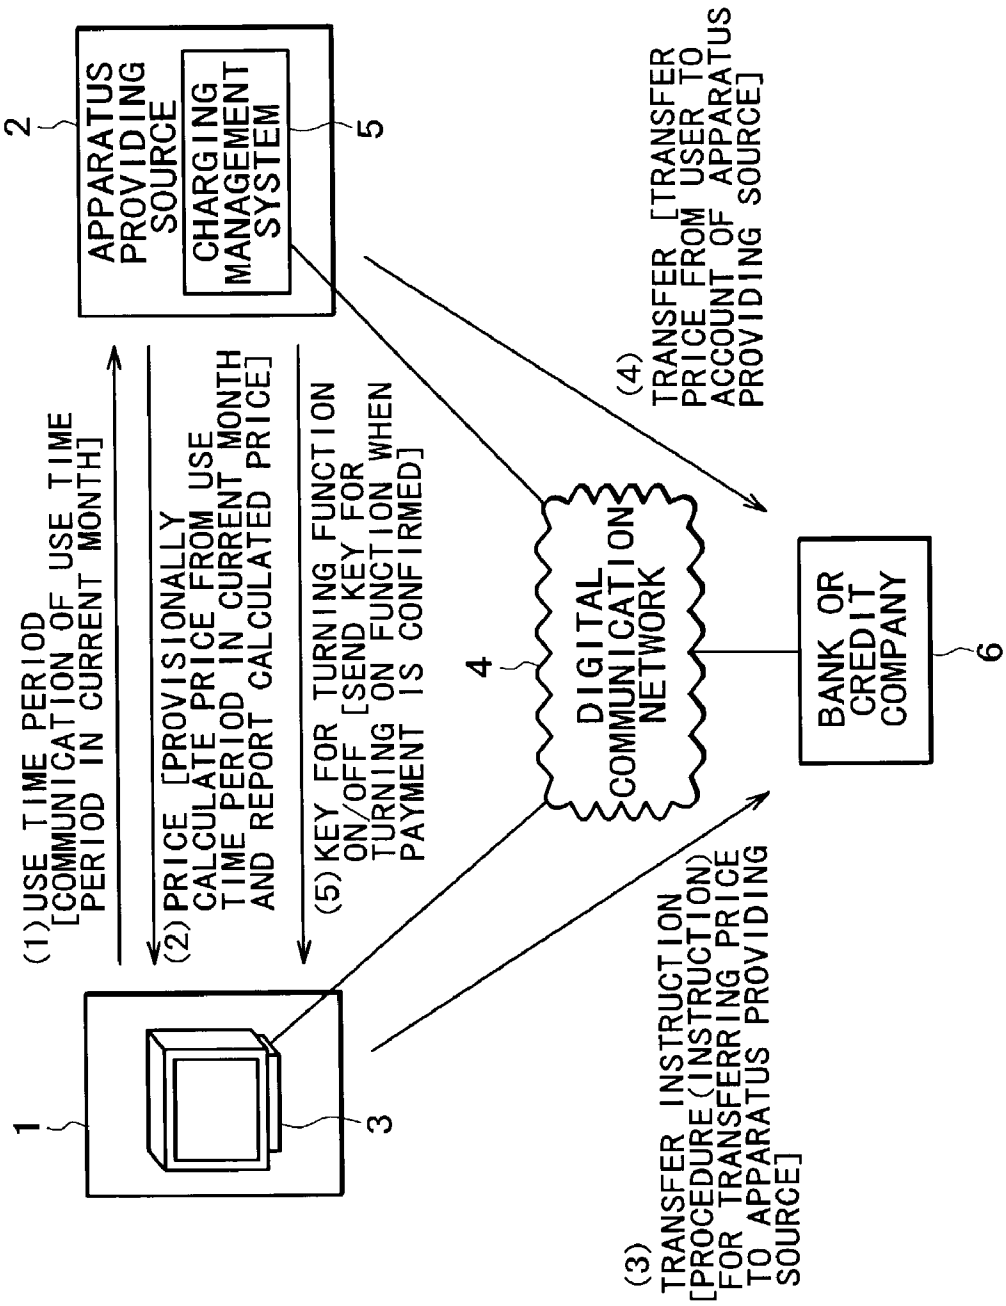 (1) USE TIME PERIOD
[COMMUNICATION OF USE TIME
PERIOD IN CURRENT MONTH]
(2) PRICE [PROVISIONALLY
CALCULATE PRICE FROM USE
TIME PERIOD IN CURRENT MONTH
AND REPORT CALCULATED PRICE]
(5) KEY FOR TURNING FUNCTION
ON/OFF [SEND KEY FOR
TURNING ON FUNCTION WHEN
PAYMENT IS CONFIRMED]
1
3
2
APPARATUS
PROVIDING
SOURCE
CHARGING
MANAGEMENT
SYSTEM
5
4
DIGITAL
COMMUNICATION
NETWORK
(3)
TRANSFER INSTRUCTION
[PROCEDURE(INSTRUCTION)
FOR TRANSFERRING PRICE
TO APPARATUS PROVIDING
SOURCE]
(4)
TRANSFER [TRANSFER
PRICE FROM USER TO
ACCOUNT OF APPARATUS
PROVIDING SOURCE]
BANK OR
CREDIT
COMPANY
6